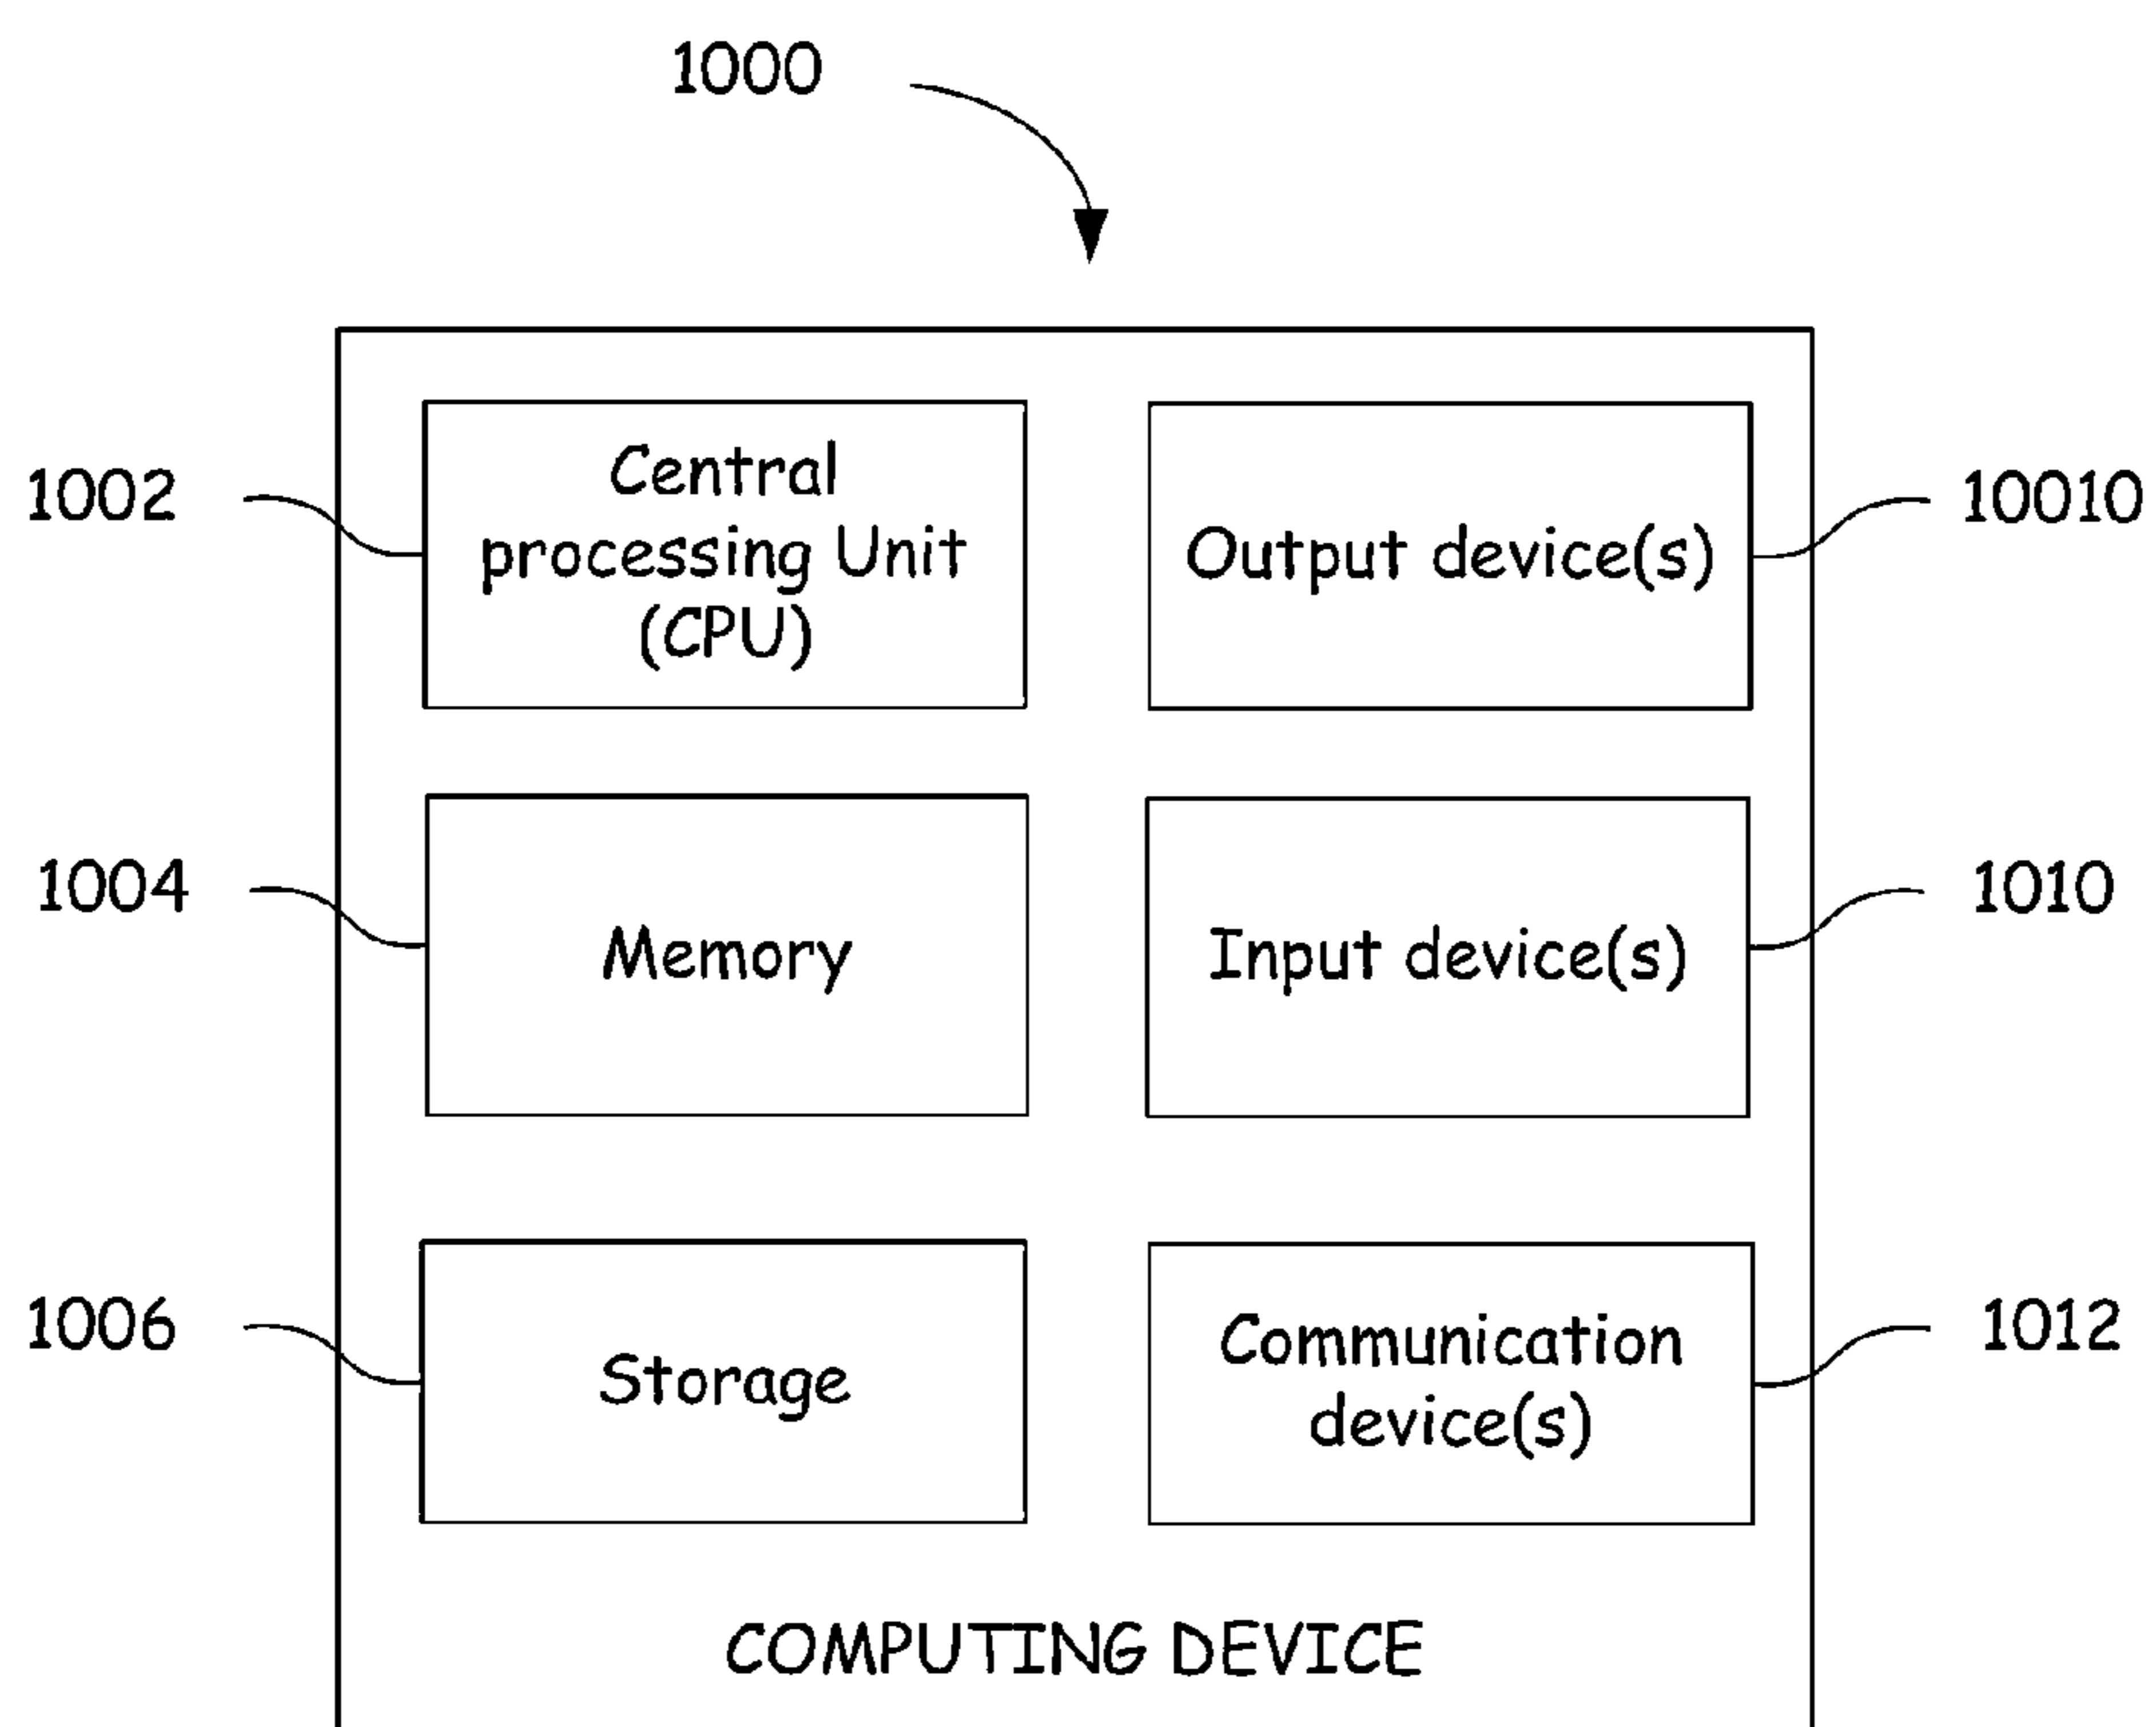 1000
1002
Central
processing Unit
(CPU)
Output device(s)
10010
1004
Memory
Input device(s)
1010
1006
Storage
Communication
device(s)
1012
COMPUTING DEVICE